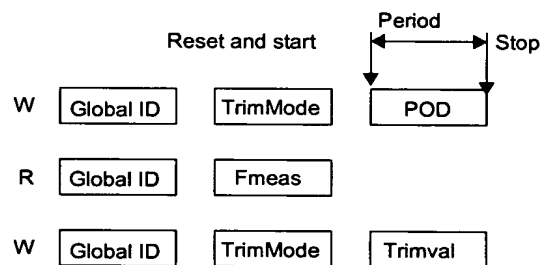 Period
Reset and start Stop
W Global ID TrimMode POD
R Global ID Fmeas
W Global ID TrimMode Trimval